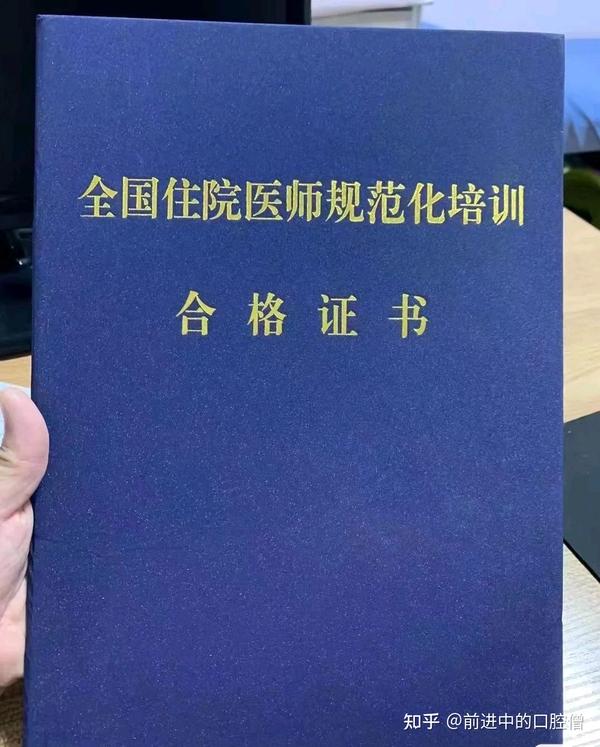 全国住院医师规范化培训
合格证书
知乎 @前进中的口腔僧